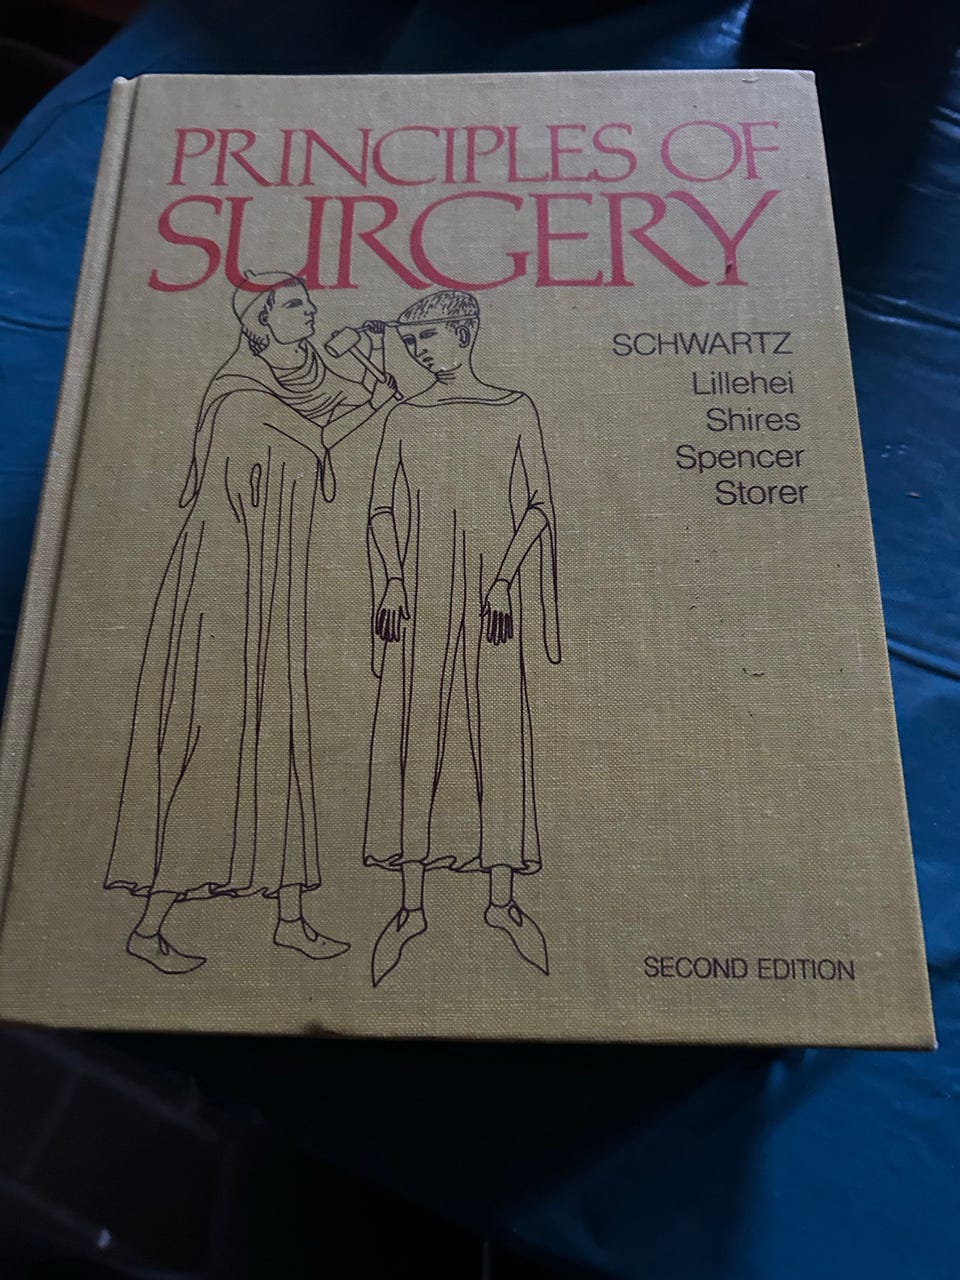 PRINCIPLES OF
SURGERY
SCHWARTZ
Lillehei
Shires
Spencer
Storer
SECOND EDITION